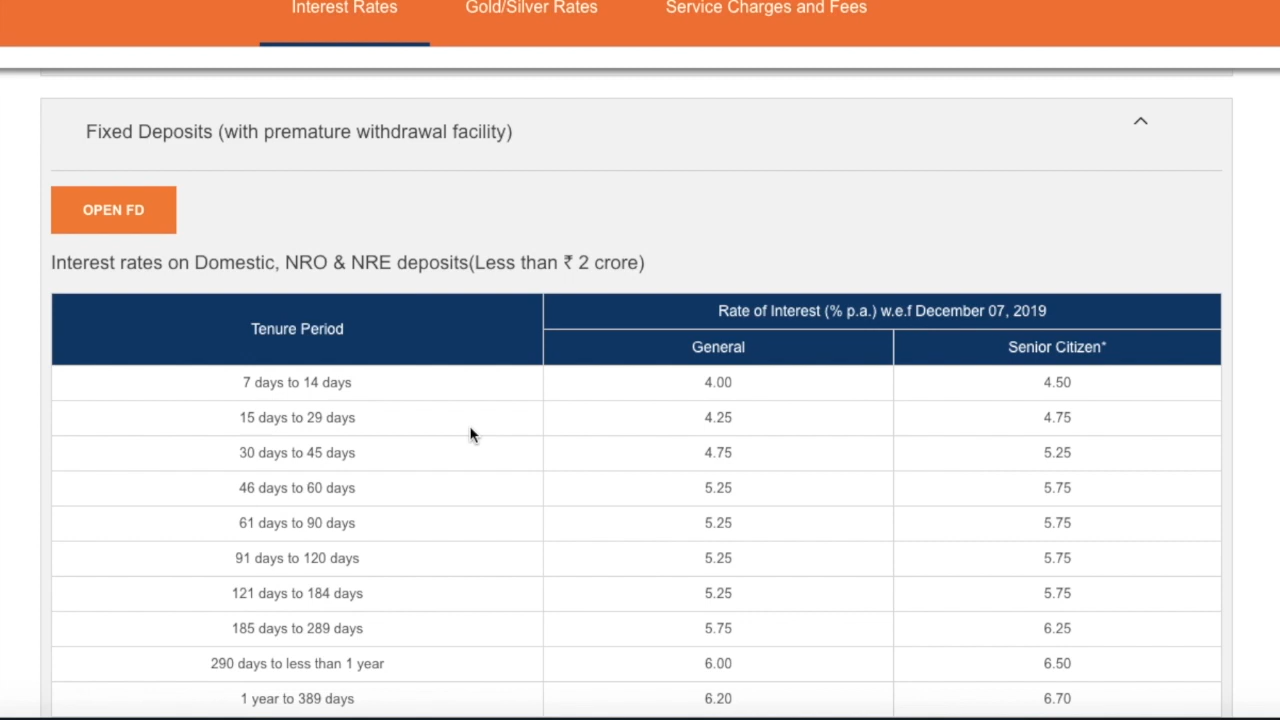 Interest Rates Gold/Silver Rates Service Charges and Fees
Fixed Deposits (with premature withdrawal facility)
OPEN FD
Interest rates on Domestic, NRO & NRE deposits(Less than ₹ 2 crore)
Tenure Period
Rate of Interest (% p.a.) w.e.f December 07, 2019
General Senior Citizen*
7 days to 14 days 4.00 4.50
15 days to 29 days 4.25 4.75
30 days to 45 days 4.75 5.25
46 days to 60 days 5.25 5.75
61 days to 90 days 5.25 5.75
91 days to 120 days 5.25 5.75
121 days to 184 days 5.25 5.75
185 days to 289 days 5.75 6.25
290 days to less than 1 year 6.00 6.50
1 year to 389 days 6.20 6.70